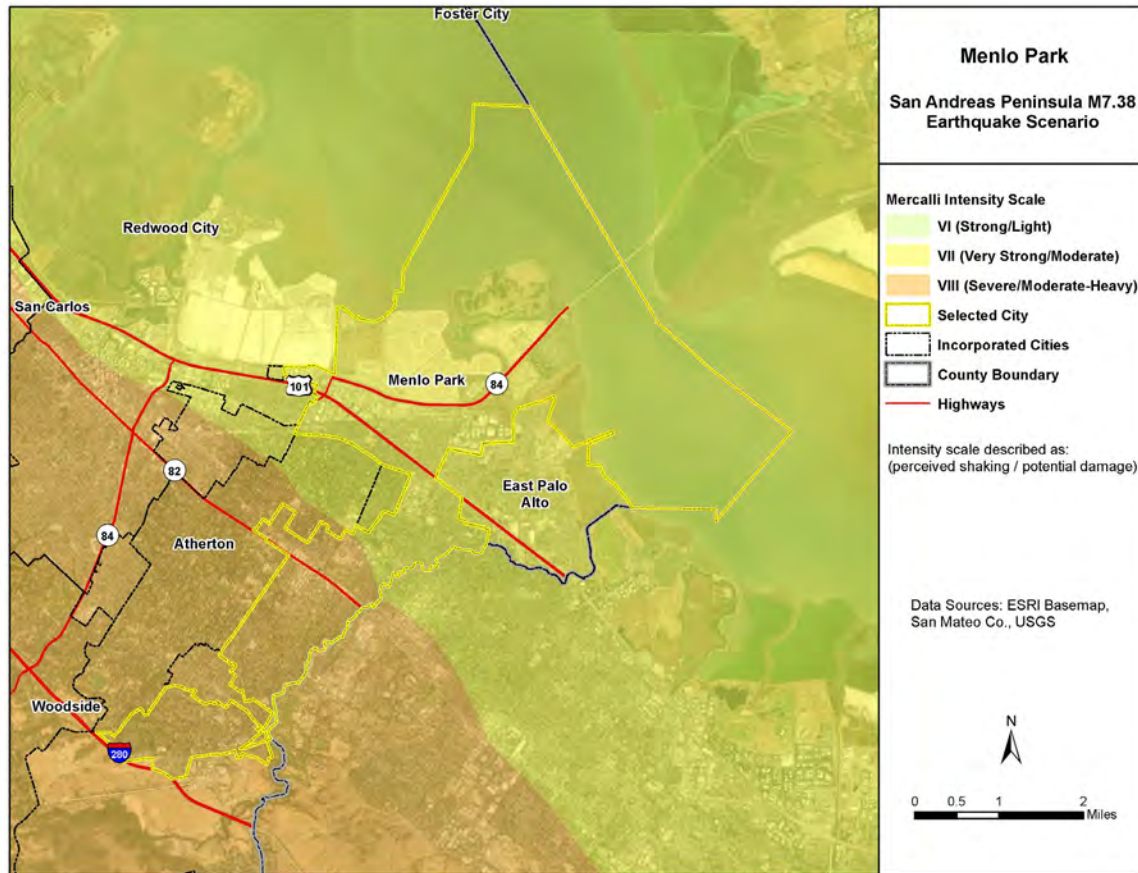 Foster City
Redwood City
San Carlos
101
Menlo Park
84
82
East Palo
Alto
84
Atherton
Woodside
280
Menlo Park
San Andreas Peninsula M7.38
Earthquake Scenario
Mercalli Intensity Scale
VI (Strong/Light)
VII (Very Strong/Moderate)
VIII (Severe/Moderate-Heavy)
Selected City
Incorporated Cities
County Boundary
Highways
Intensity scale described as:
(perceived shaking / potential damage)
Data Sources: ESRI Basemap,
San Mateo Co., USGS
N
0 0.5 1 2
Miles